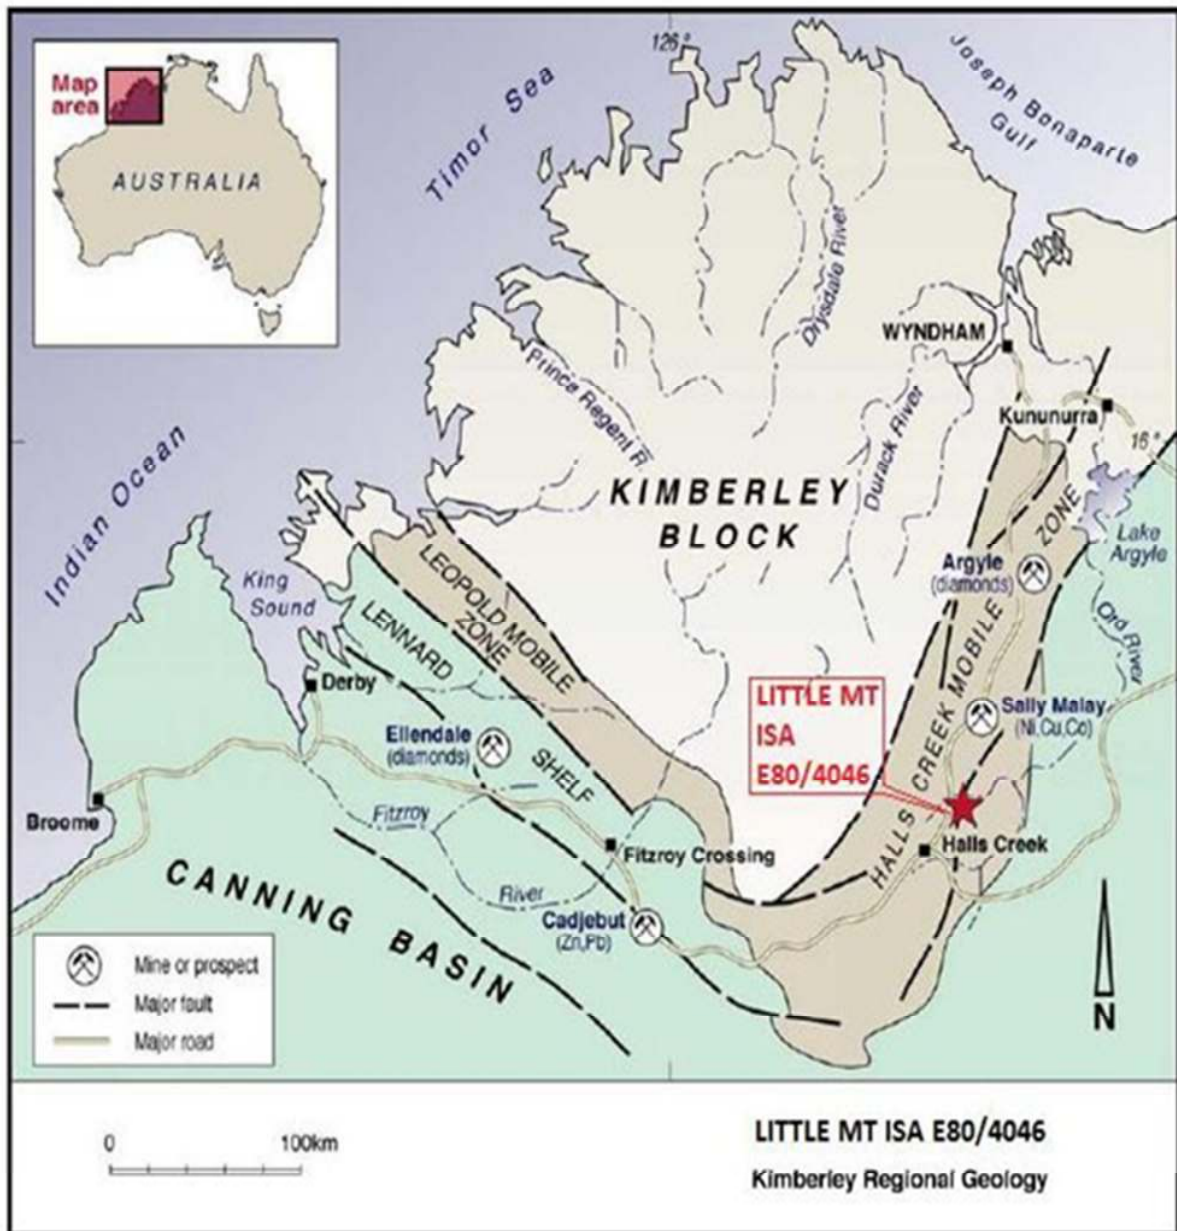 Map
area
AUSTRALIA
126°
Timor Sea
Joseph Bonaparte
Gulf
Drysdale River
WYNDHAM
Prince Regent R.
Kununurra
Durack River
16°
Indian Ocean
KIMBERLEY
BLOCK
King
Sound
LEOPOLD MOBILE
ZONE
LENNARD
SHELF
Lake
Argyle
Argyle
(diamonds)
Ord River
HALLS CREEK MOBILE ZONE
Derby
LITTLE MT
ISA
E80/4046
Sally Malay
(Ni,Cu,Co)
Ellendale
(diamonds)
Broome
Fitzroy
River
Fitzroy Crossing
Halls Creek
CANNING BASIN
Cadjebut
(Zn,Pb)
Mine or prospect
Major fault
Major road
N
0 100km
LITTLE MT ISA E80/4046
Kimberley Regional Geology